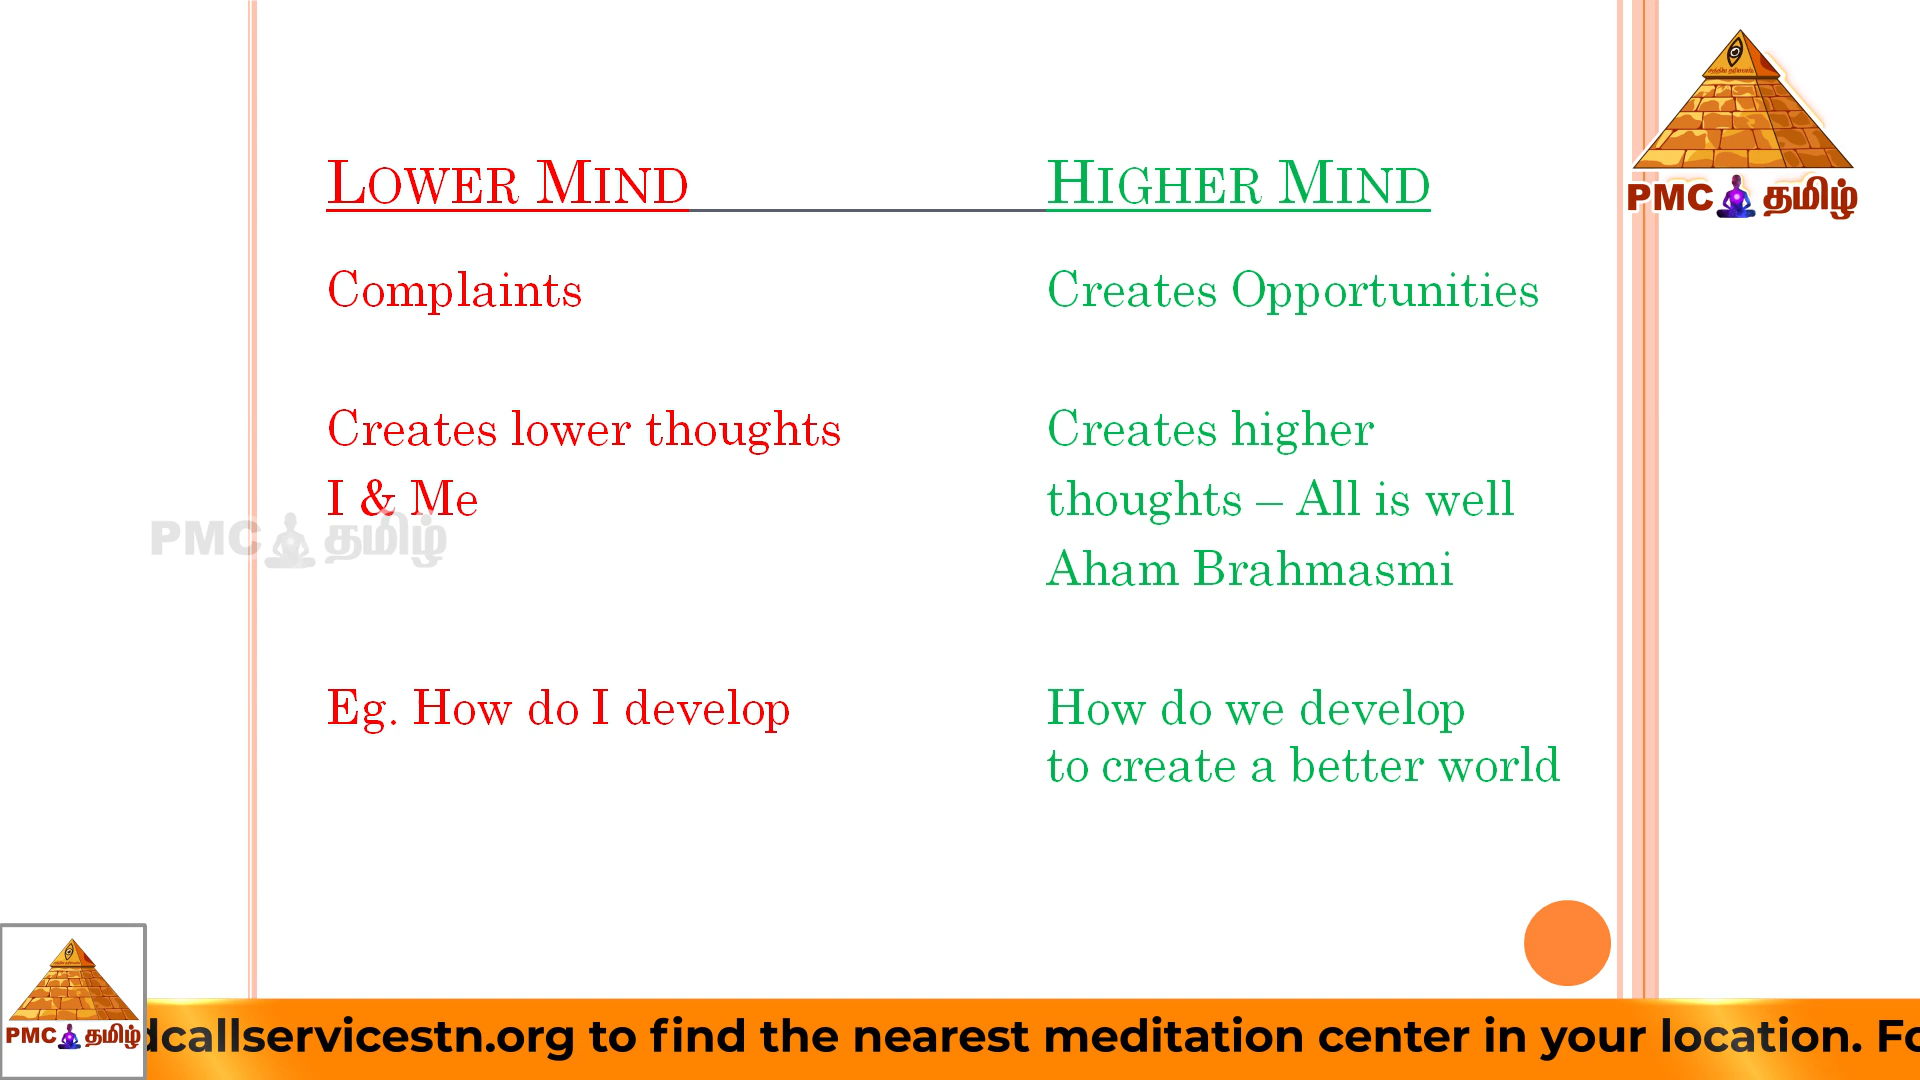 LOWER MIND HIGHER MIND
Complaints Creates Opportunities
Creates lower thoughts Creates higher
I & Me thoughts – All is well
Aham Brahmasmi
Eg. How do I develop How do we develop
to create a better world
PMC தமிழ்
PMC தமிழ்
PMC தமிழ்
dcallservicestn.org to find the nearest meditation center in your location. Fo